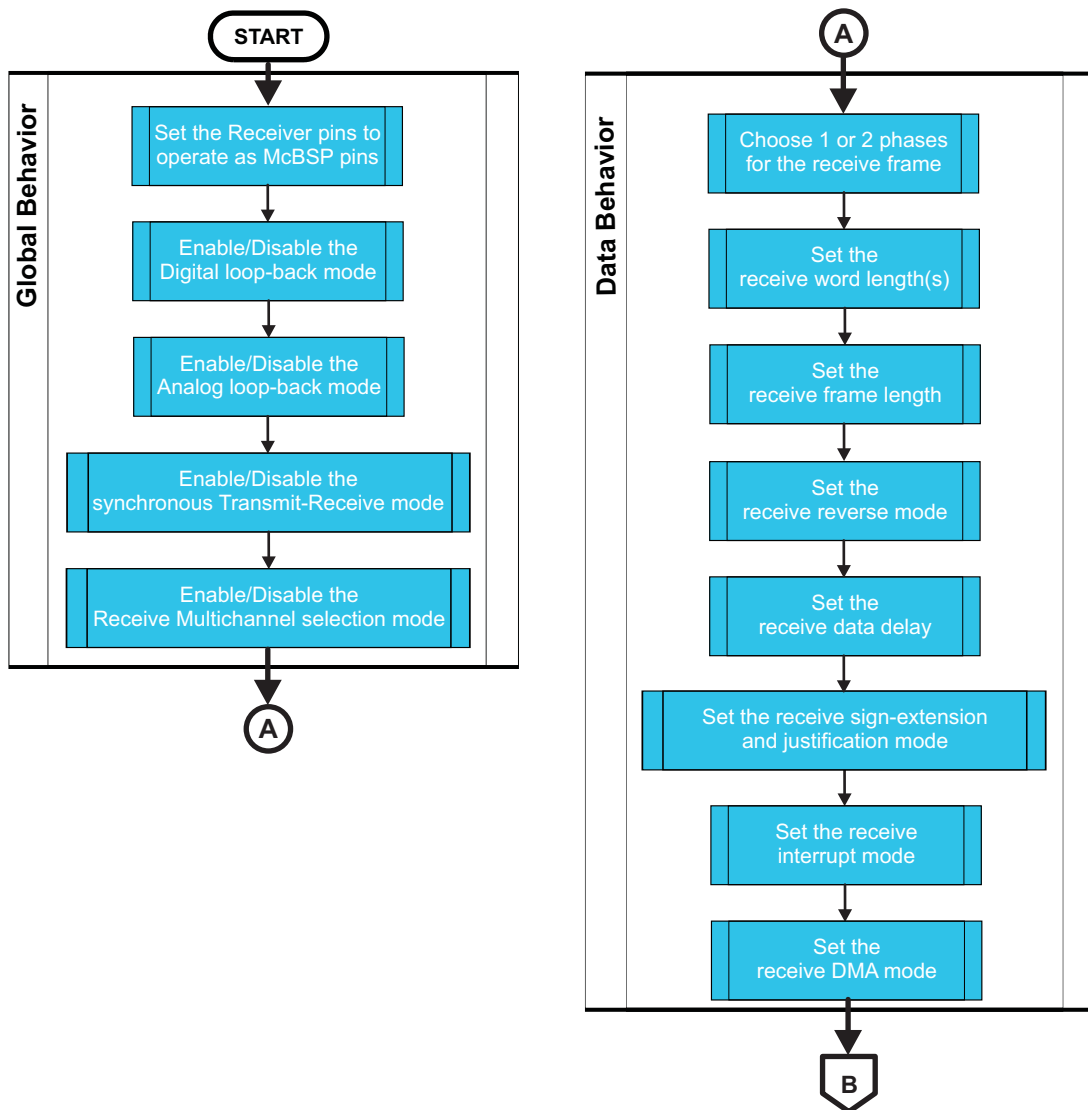 START
Global Behavior
Set the Receiver pins to
operate as McBSP pins
Enable/Disable the
Digital loop-back mode
Enable/Disable the
Analog loop-back mode
Enable/Disable the
synchronous Transmit-Receive mode
Enable/Disable the
Receive Multichannel selection mode
A
A
Data Behavior
Choose 1 or 2 phases
for the receive frame
Set the
receive word length(s)
Set the
receive frame length
Set the
receive reverse mode
Set the
receive data delay
Set the receive sign-extension
and justification mode
Set the receive
interrupt mode
Set the
receive DMA mode
B